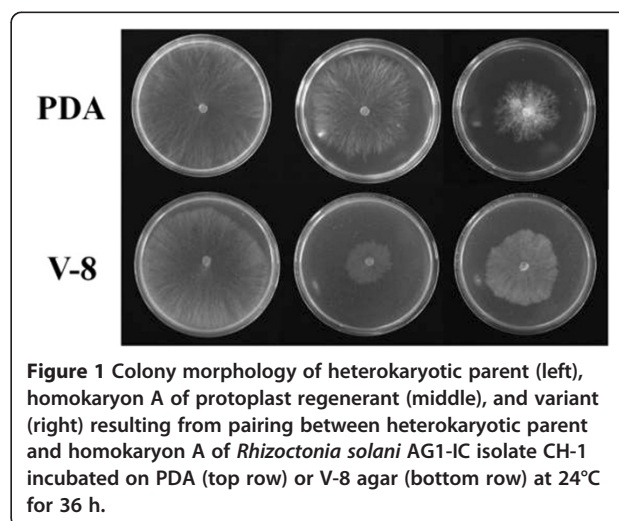 PDA
V-8
Figure 1 Colony morphology of heterokaryotic parent (left),
homokaryon A of protoplast regenerant (middle), and variant
(right) resulting from pairing between heterokaryotic parent
and homokaryon A of Rhizoctonia solani AG1-IC isolate CH-1
incubated on PDA (top row) or V-8 agar (bottom row) at 24°C
for 36 h.